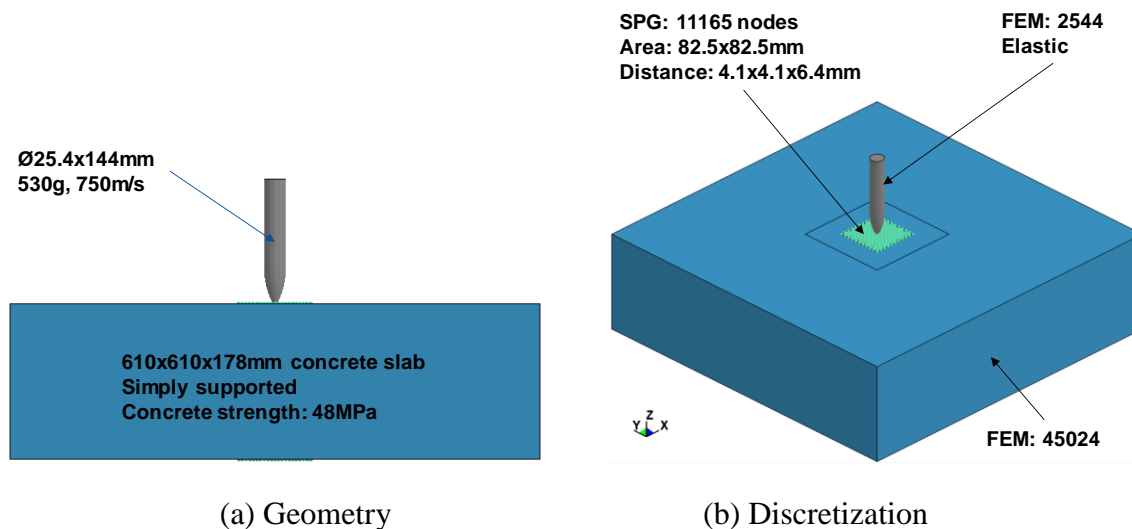 Ø25.4x144mm
530g, 750m/s
610x610x178mm concrete slab
Simply supported
Concrete strength: 48MPa
(a) Geometry
SPG: 11165 nodes
Area: 82.5x82.5mm
Distance: 4.1x4.1x6.4mm
FEM: 2544
Elastic
Z
Y X
FEM: 45024
(b) Discretization